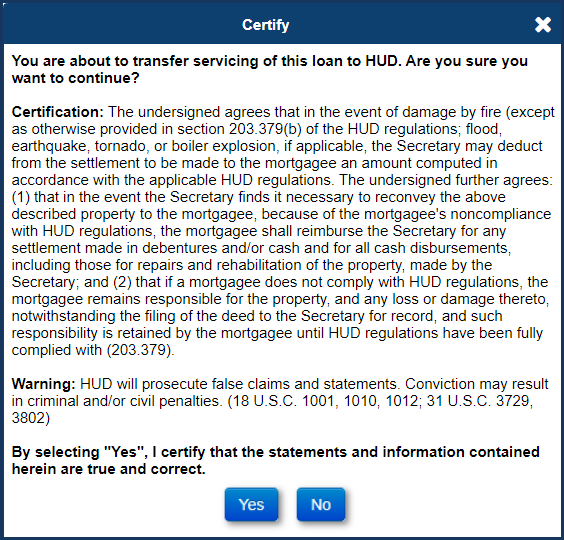 Certify
You are about to transfer servicing of this loan to HUD. Are you sure you
want to continue?
Certification: The undersigned agrees that in the event of damage by fire (except
as otherwise provided in section 203.379(b) of the HUD regulations; flood,
earthquake, tornado, or boiler explosion, if applicable, the Secretary may deduct
from the settlement to be made to the mortgagee an amount computed in
accordance with the applicable HUD regulations. The undersigned further agrees:
(1) that in the event the Secretary finds it necessary to reconvey the above
described property to the mortgagee, because of the mortgagee's noncompliance
with HUD regulations, the mortgagee shall reimburse the Secretary for any
settlement made in debentures and/or cash and for all cash disbursements,
including those for repairs and rehabilitation of the property, made by the
Secretary; and (2) that if a mortgagee does not comply with HUD regulations, the
mortgagee remains responsible for the property, and any loss or damage thereto,
notwithstanding the filing of the deed to the Secretary for record, and such
responsibility is retained by the mortgagee until HUD regulations have been fully
complied with (203.379).
Warning: HUD will prosecute false claims and statements. Conviction may result
in criminal and/or civil penalties. (18 U.S.C. 1001, 1010, 1012; 31 U.S.C. 3729,
3802)
By selecting "Yes", I certify that the statements and information contained
herein are true and correct.
Yes No